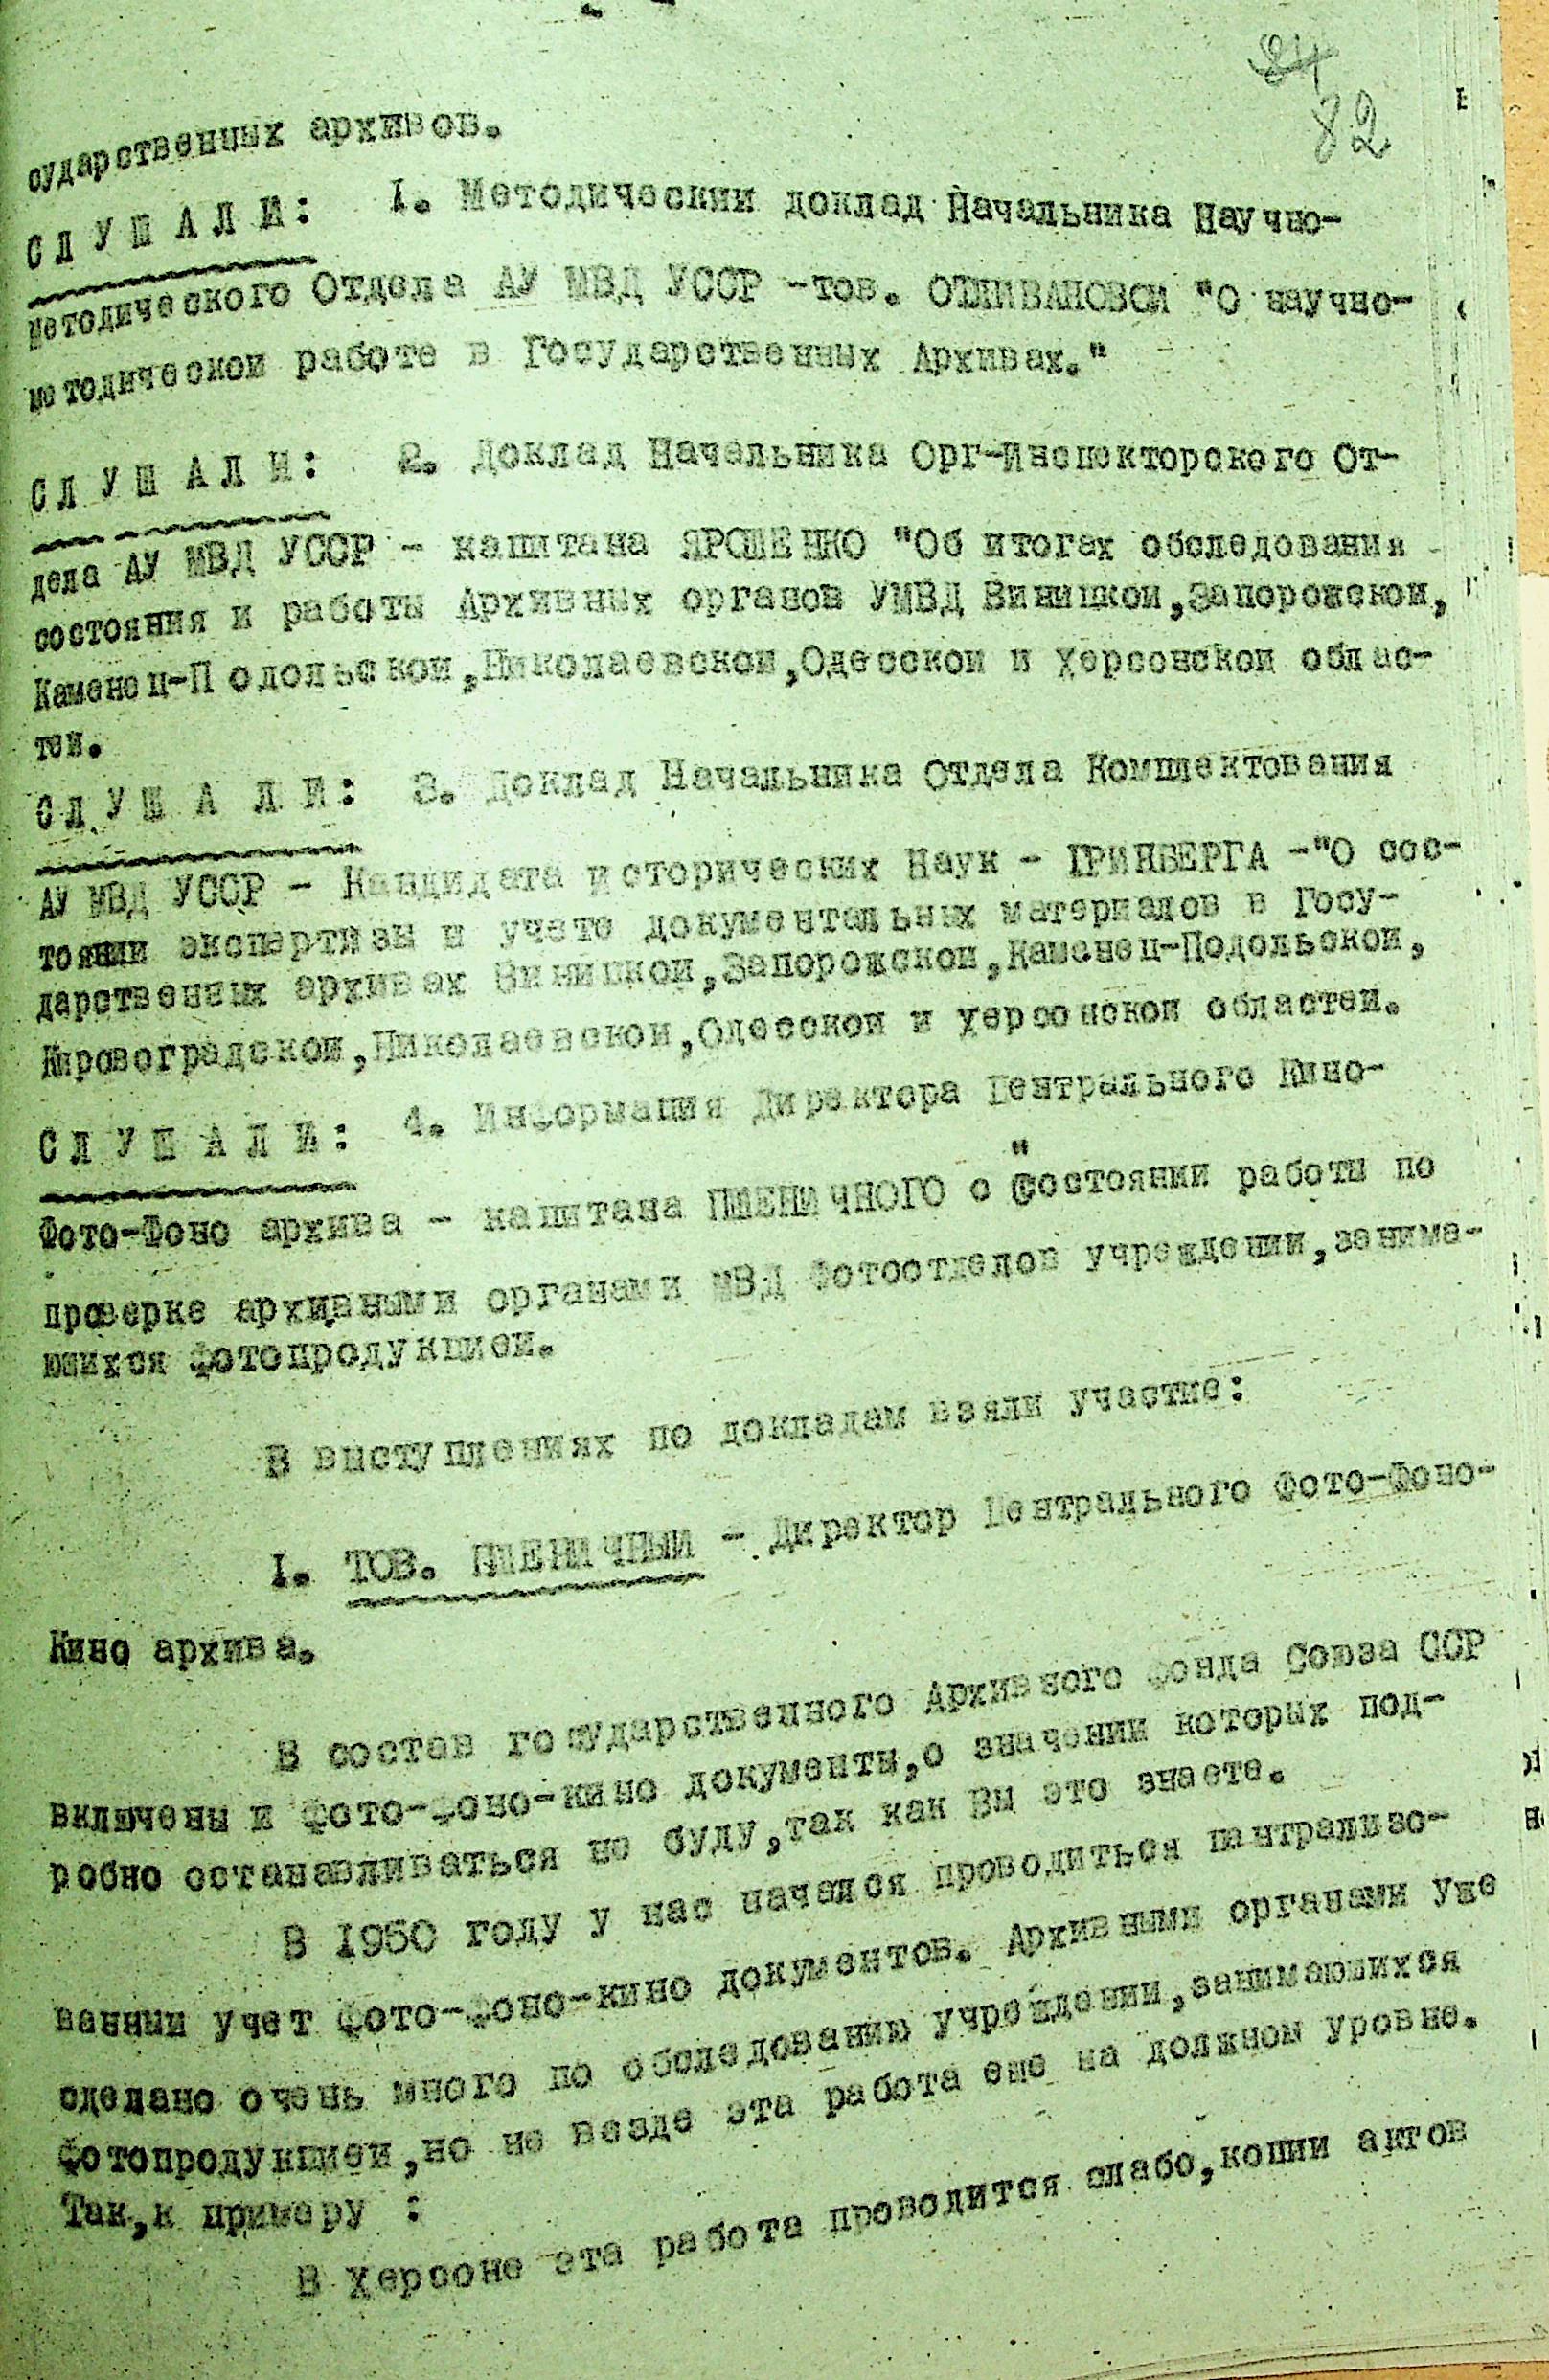 82
сударственных архивов.
С Л У Ш А Л И: 1. Методический доклад Начальника Научно-
методического Отдела АУ МВД УССР -тов. "О научно-
методической работе в Государственных Архивах."
С Л У Ш А Л И: 2. Доклад Начальника Орг-Инспекторского От-
дела АУ МВД УССР - капитана ЯРОШЕНКО "Об итогах обследования
состояния и работы Архивных органов УМВД Виницкой,Запорожской,
Каменец-Подольской,Николаевской,Одесской и Херсонской облас-
тей.
С Л У Ш А Л И: 3. Доклад Начальника Отдела Комплектования
АУ МВД УССР - Кандидата исторических Наук - ГРИНБЕРГА -"О сос-
тоянии экспертизы и учете документальных материалов в Госу-
дарственных архивах Виницкой,Запорожской,Каменец-Подольской,
Кировоградской,Николаевской,Одесской и Херсонской областей.
С Л У Ш А Л И: 4. Информация Директора Центрального Кино-
Фото-Фоно архива - капитана ПШЕНИЧНОГО о "состоянии работы по
проверке архивными органами МВД Фотоотделов учреждений,занима-
ющихся фотопродукцией.
В выступлениях по докладам взяли участие:
1. ТОВ. ПШЕНИЧНЫЙ - Директор Центрального Фото-Фоно-
Кино архива.
В состав государственного Архивного Фонда Союза ССР
включены и Фото-Фоно-кино документы,о значении которых под-
робно останавливаться не буду,так как Вы это знаете.
В 1950 году у нас начался проводиться централизо-
ванный учет Фото-Фоно-кино документов. Архивными органами уже
сделано очень много по обследованию учреждений,занимающихся
Фотопродукцией,но не везде эта работа еще на должном уровне.
Так,к примеру :
В Херсоне эта работа проводится слабо,копии актов